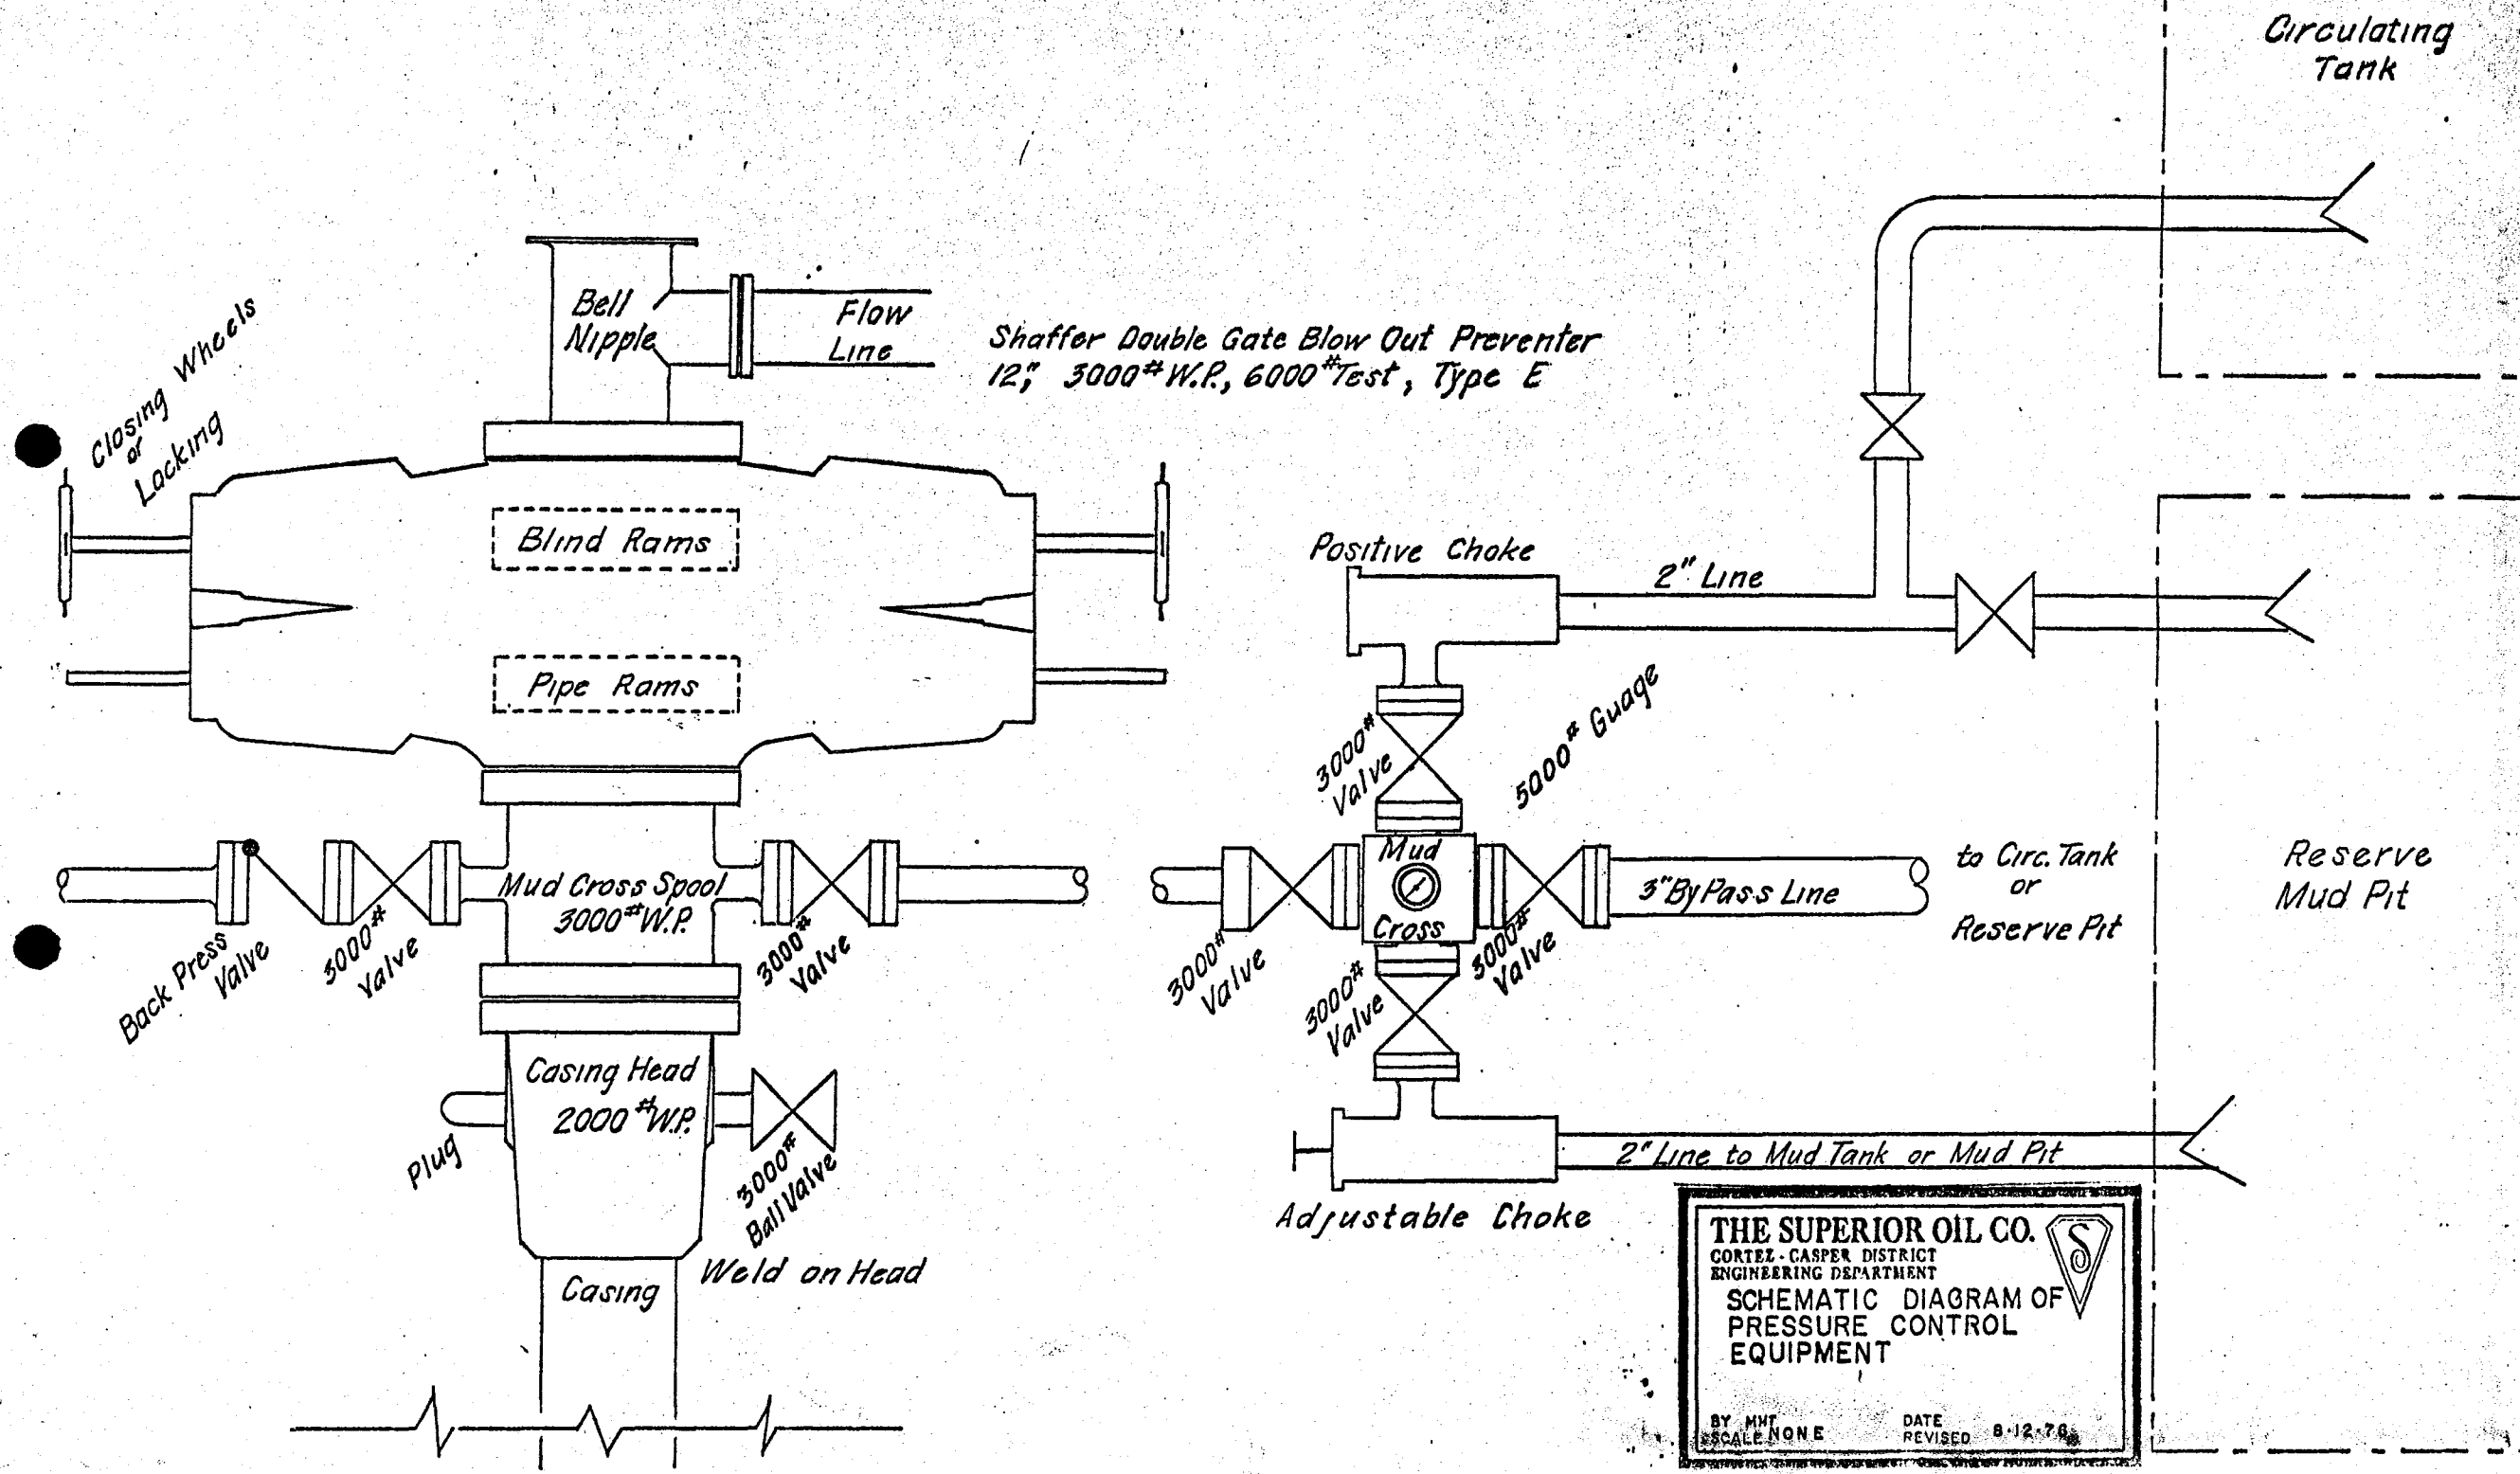 Circulating
Tank
Bell
Nipple
Flow
Line
Shaffer Double Gate Blow Out Preventer
12", 3000# W.P., 6000# Test, Type E
Closing Wheels
or
Locking
Blind Rams
Pipe Rams
Positive Choke
2" Line
3000#
Valve
5000# Guage
Mud Cross Spool
3000# W.P.
Back Press
Valve
3000#
Valve
3000#
Valve
3000#
Valve
Mud
Cross
3000#
Valve
3000#
Valve
3" By Pass Line
to Circ. Tank
or
Reserve Pit
Reserve
Mud Pit
Casing Head
2000# W.P.
Plug
3000#
Ball Valve
Weld on Head
Casing
2" Line to Mud Tank or Mud Pit
Adjustable Choke
THE SUPERIOR OIL CO.
CORTEZ - CASPER DISTRICT
ENGINEERING DEPARTMENT
S
SCHEMATIC DIAGRAM OF
PRESSURE CONTROL
EQUIPMENT
BY MHT
SCALE NONE
DATE
REVISED 8-12-76